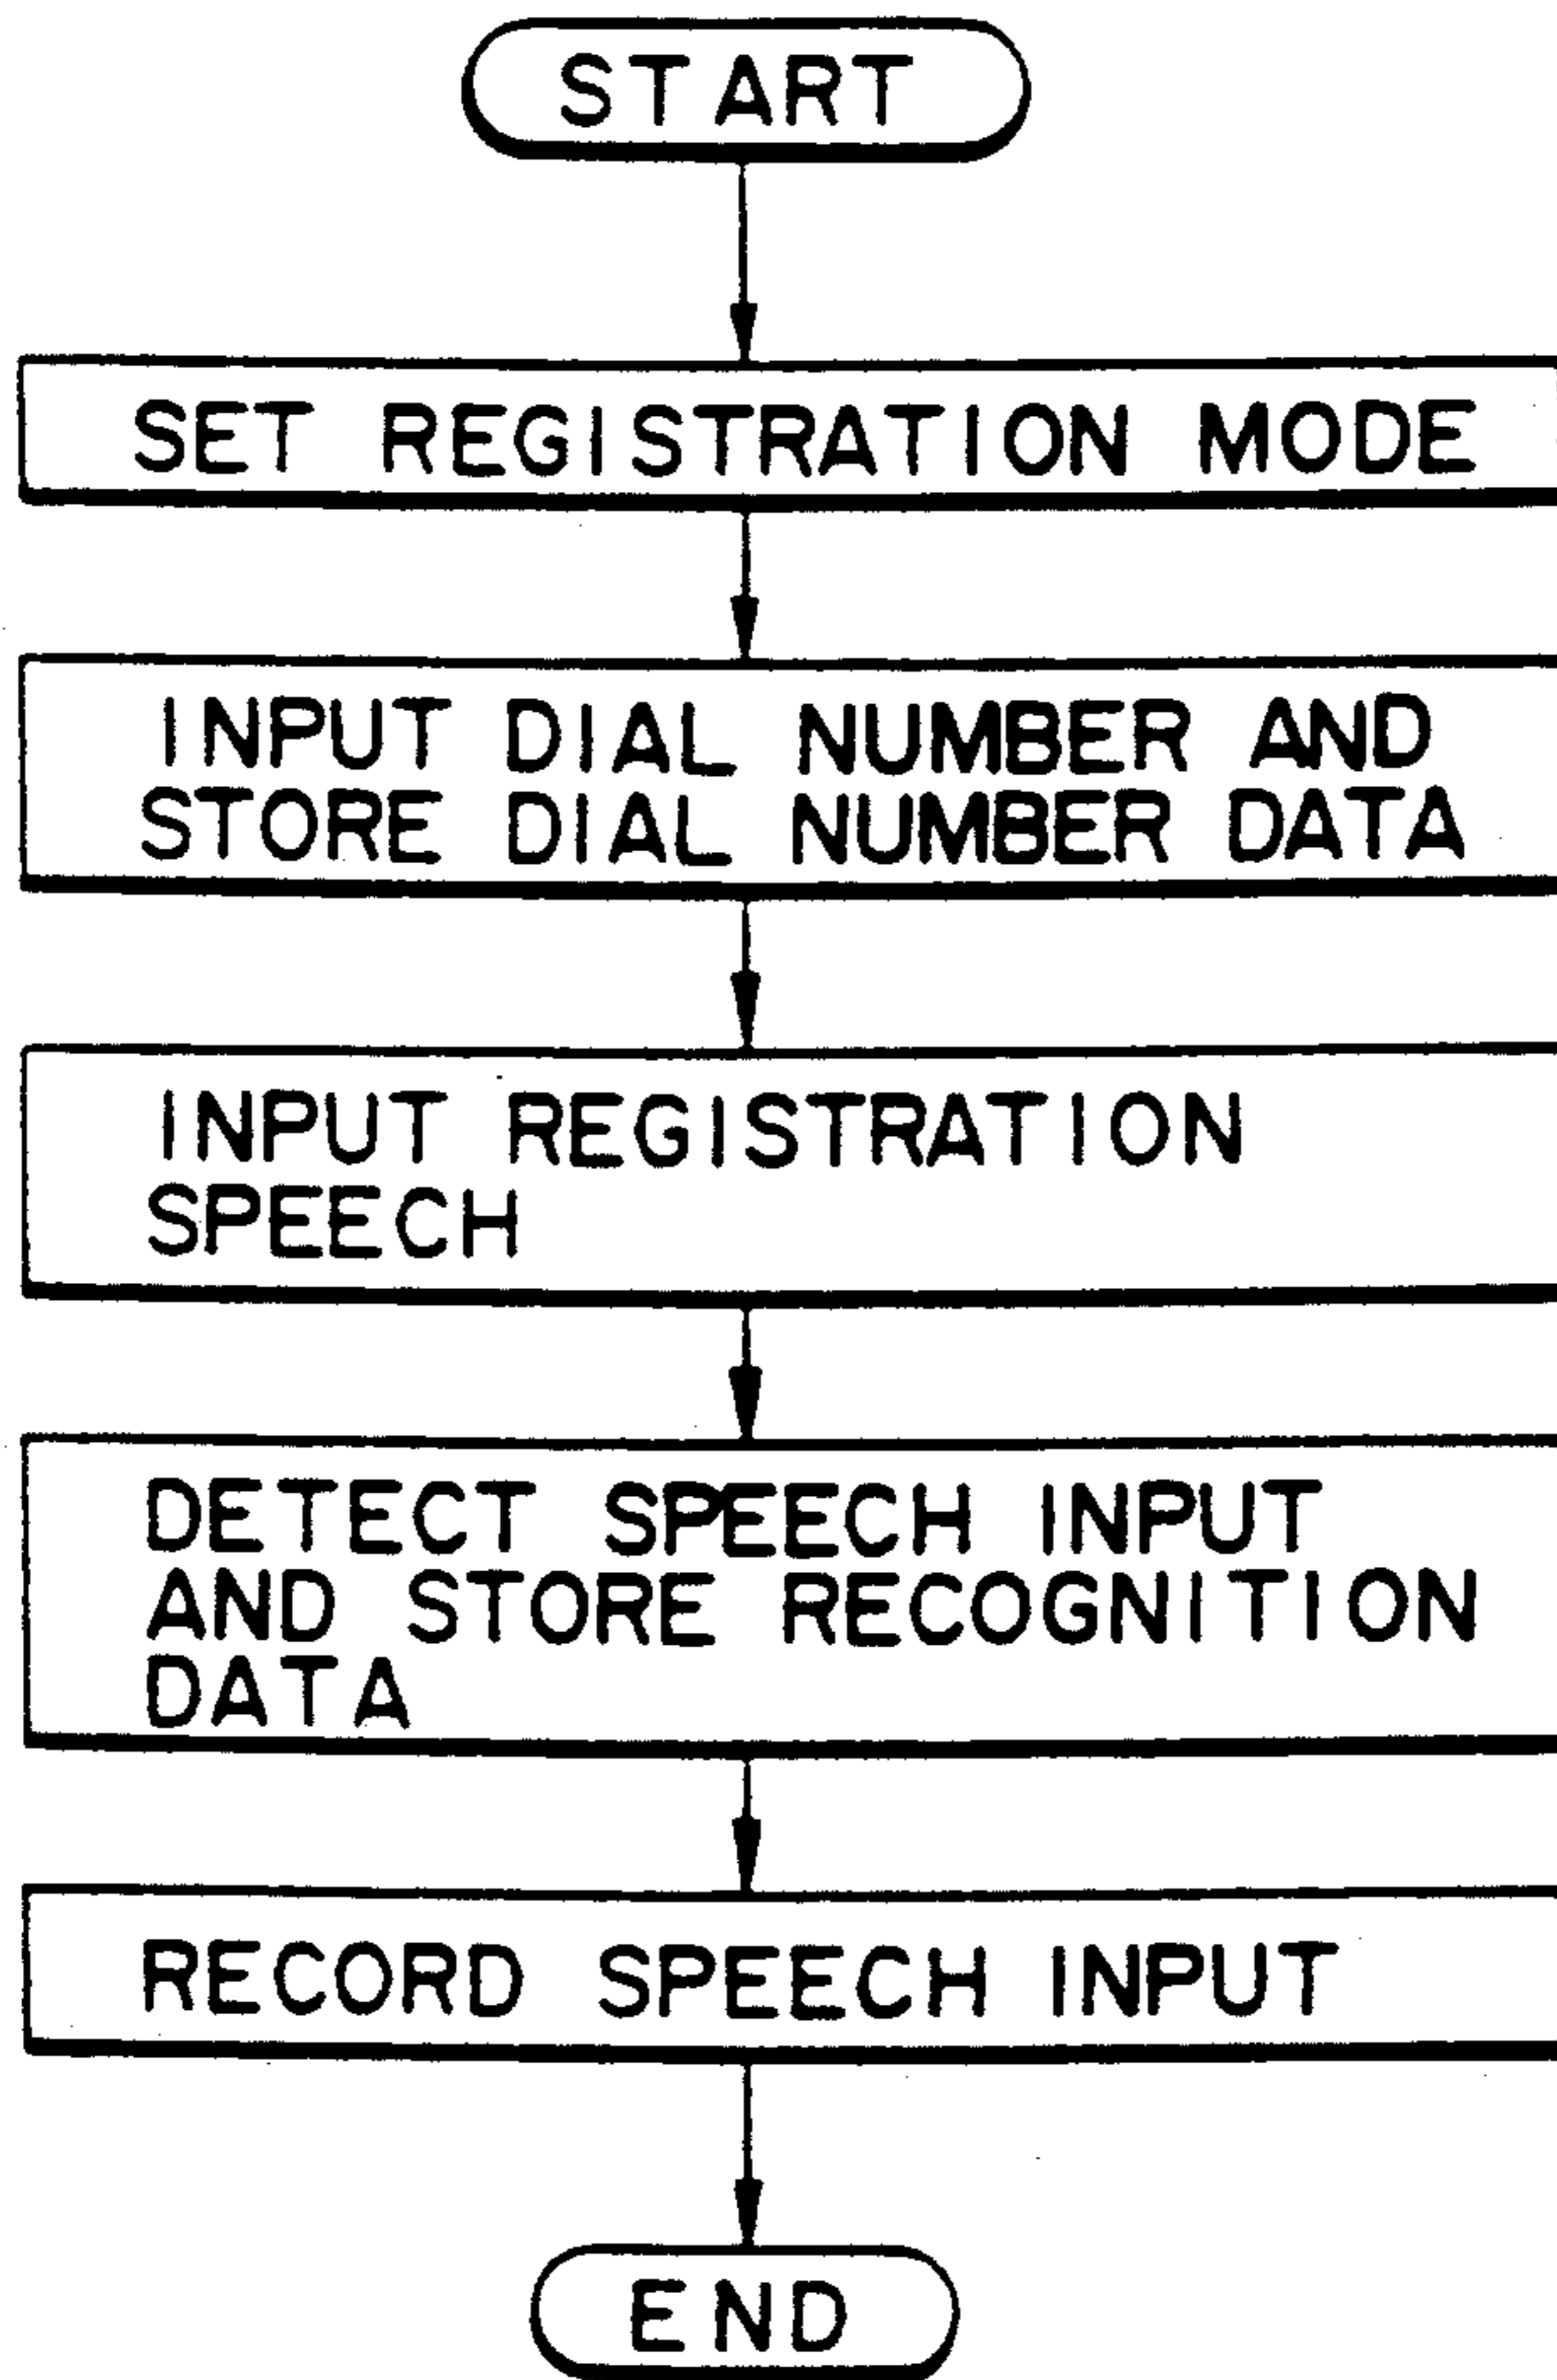 START
SET REGISTRATION MODE
INPUT DIAL NUMBER AND
STORE DIAL NUMBER DATA
INPUT REGISTRATION
SPEECH
DETECT SPEECH INPUT
AND STORE RECOGNITION
DATA
RECORD SPEECH INPUT
END